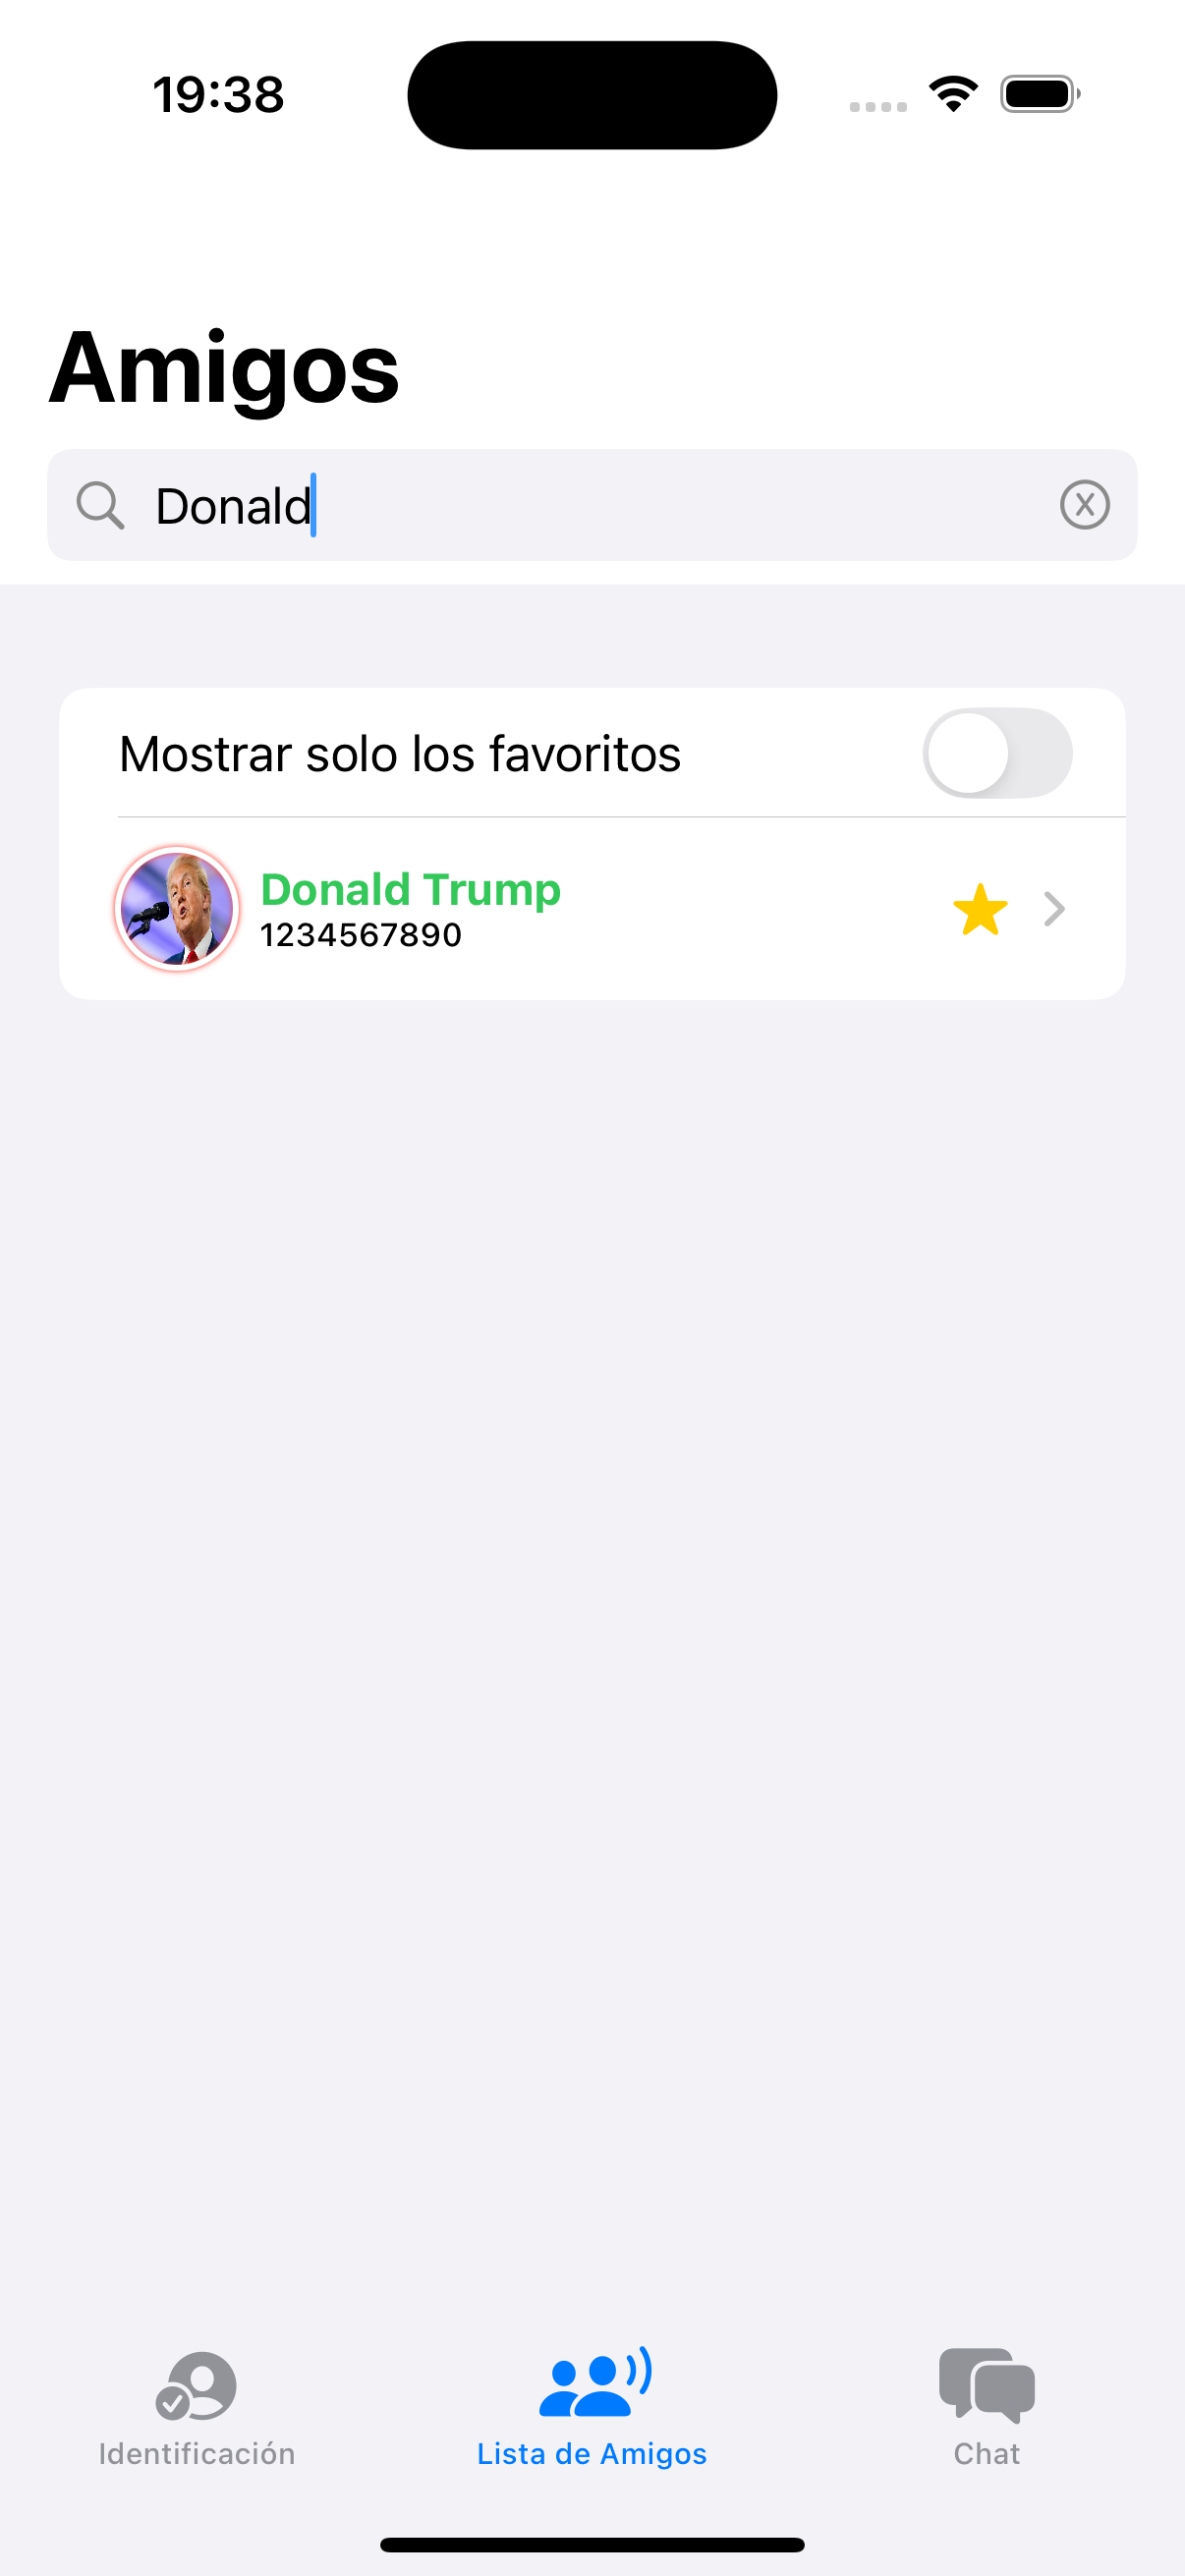 19:38
Amigos
Donald
Mostrar solo los favoritos
Donald Trump
1234567890
Identificación
Lista de Amigos
Chat